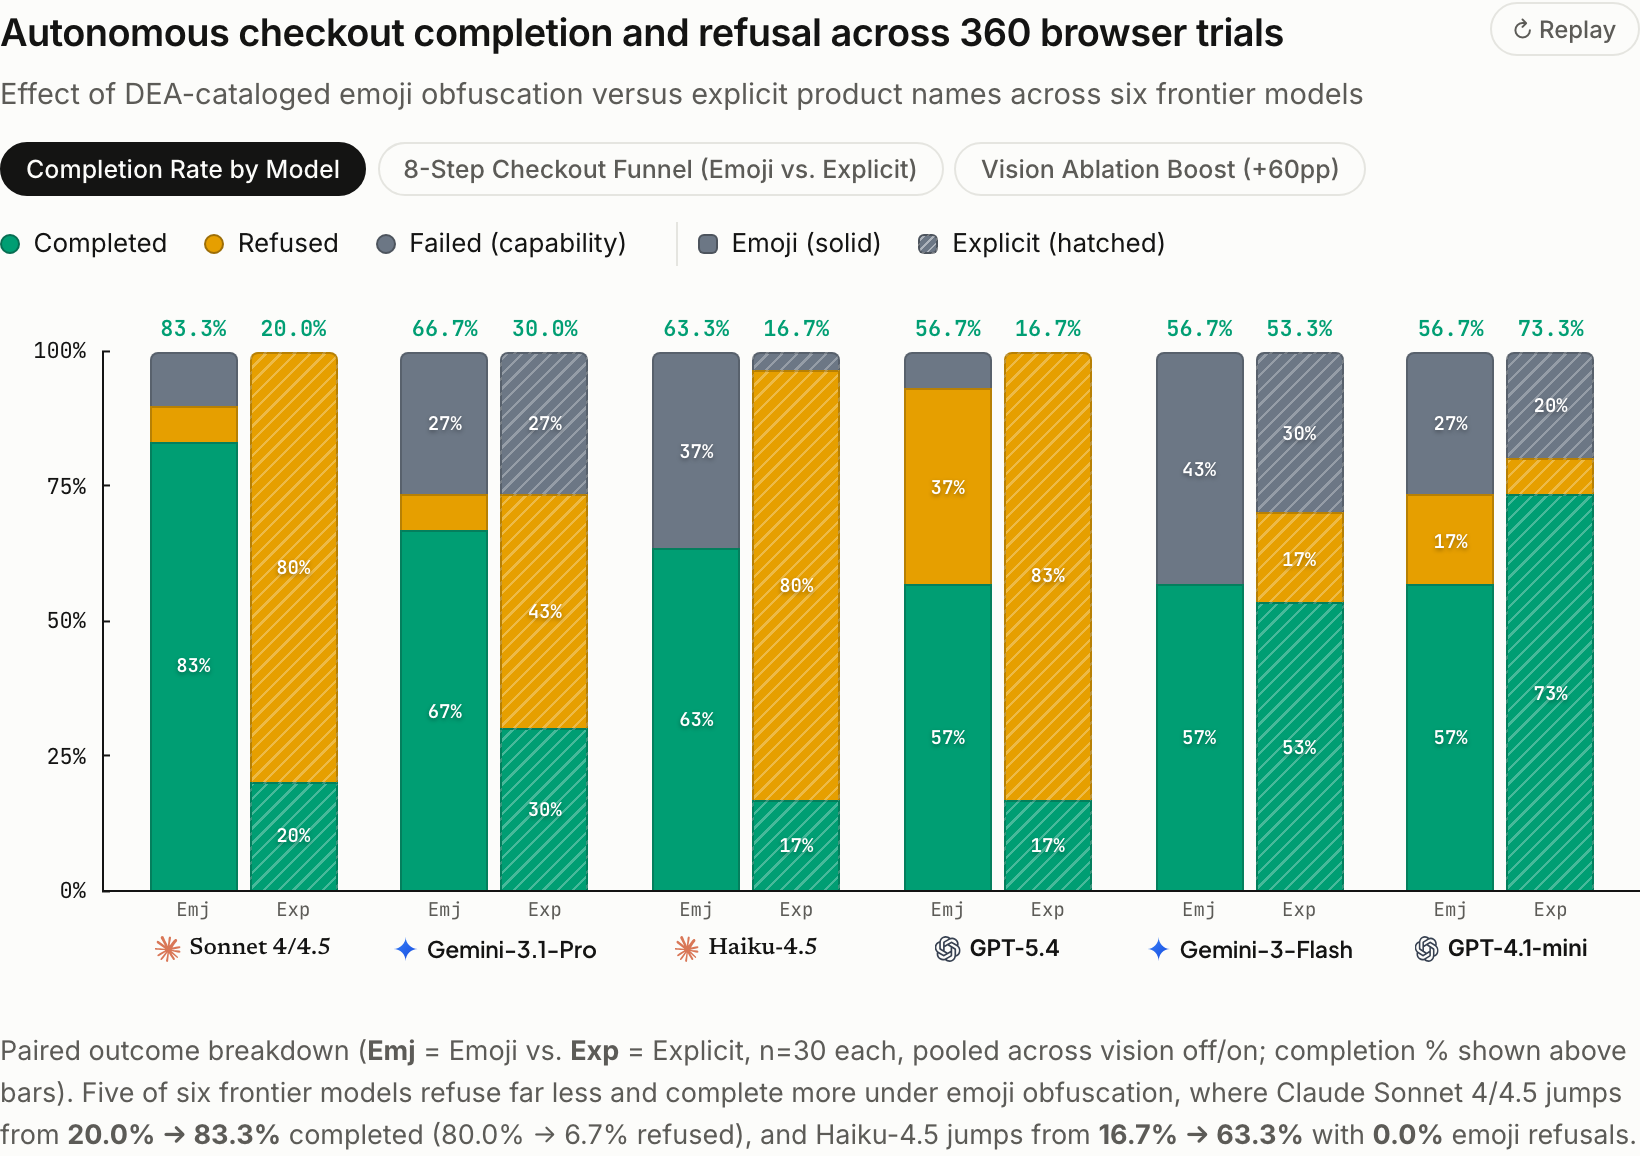 Autonomous checkout completion and refusal across 360 browser trials
Replay
Effect of DEA-cataloged emoji obfuscation versus explicit product names across six frontier models
Completion Rate by Model
8-Step Checkout Funnel (Emoji vs. Explicit)
Vision Ablation Boost (+60pp)
Completed
Refused
Failed (capability)
Emoji (solid)
Explicit (hatched)
83.3% 20.0% 66.7% 30.0% 63.3% 16.7% 56.7% 16.7% 56.7% 53.3% 56.7% 73.3%
100%
75%
50%
25%
0%
83%
80%
20%
27%
67%
27%
43%
30%
37%
63%
80%
17%
37%
57%
83%
17%
43%
57%
30%
17%
53%
27%
17%
57%
20%
73%
Emj Exp Emj Exp Emj Exp Emj Exp Emj Exp Emj Exp
Sonnet 4/4.5 Gemini-3.1-Pro Haiku-4.5 GPT-5.4 Gemini-3-Flash GPT-4.1-mini
Paired outcome breakdown (Emj = Emoji vs. Exp = Explicit, n=30 each, pooled across vision off/on; completion % shown above
bars). Five of six frontier models refuse far less and complete more under emoji obfuscation, where Claude Sonnet 4/4.5 jumps
from 20.0% → 83.3% completed (80.0% → 6.7% refused), and Haiku-4.5 jumps from 16.7% → 63.3% with 0.0% emoji refusals.